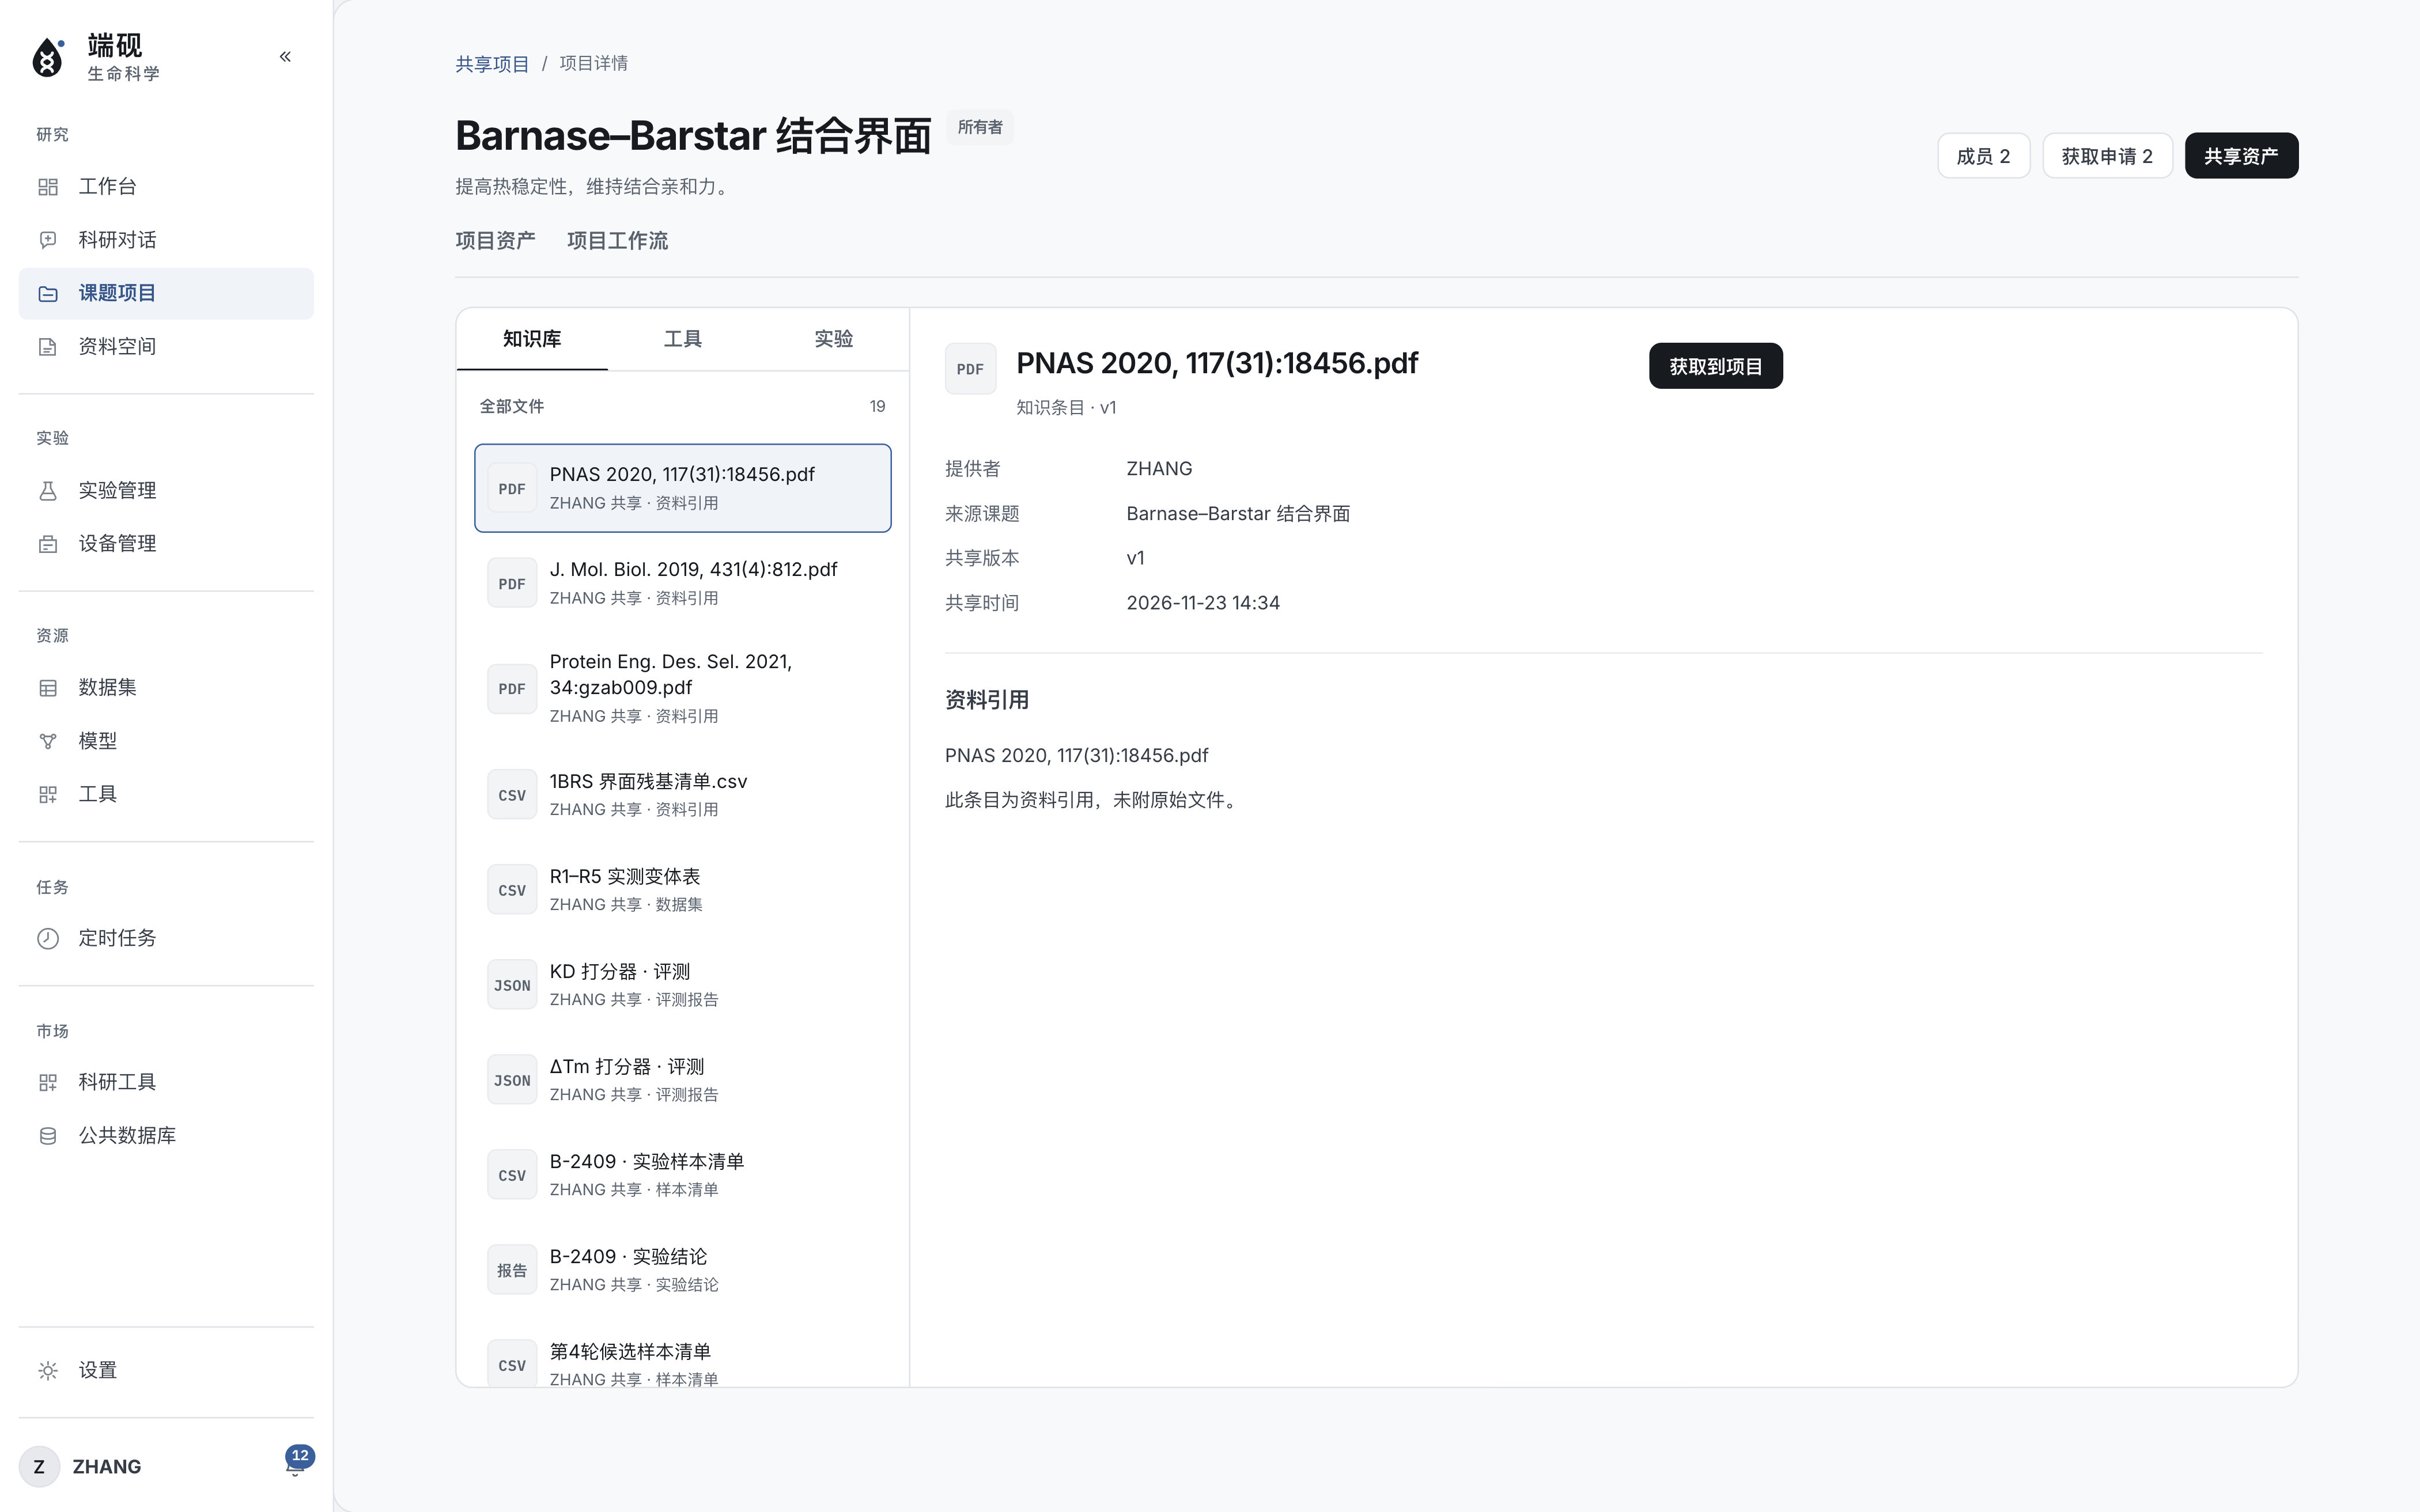 端砚
生命科学
研究
工作台
科研对话
课题项目
资料空间
实验
实验管理
设备管理
资源
数据集
模型
工具
任务
定时任务
市场
科研工具
公共数据库
设置
Z
ZHANG
12
共享项目 / 项目详情
Barnase–Barstar 结合界面
所有者
提高热稳定性，维持结合亲和力。
成员 2
获取申请 2
共享资产
项目资产
项目工作流
知识库
工具
实验
全部文件
19
PDF
PNAS 2020, 117(31):18456.pdf
ZHANG 共享 · 资料引用
PDF
J. Mol. Biol. 2019, 431(4):812.pdf
ZHANG 共享 · 资料引用
PDF
Protein Eng. Des. Sel. 2021,
34:gzab009.pdf
ZHANG 共享 · 资料引用
CSV
1BRS 界面残基清单.csv
ZHANG 共享 · 资料引用
CSV
R1–R5 实测变体表
ZHANG 共享 · 数据集
JSON
KD 打分器 · 评测
ZHANG 共享 · 评测报告
JSON
ΔTm 打分器 · 评测
ZHANG 共享 · 评测报告
CSV
B-2409 · 实验样本清单
ZHANG 共享 · 样本清单
报告
B-2409 · 实验结论
ZHANG 共享 · 实验结论
CSV
第4轮候选样本清单
ZHANG 共享 · 样本清单
PDF
PNAS 2020, 117(31):18456.pdf
知识条目 · v1
获取到项目
提供者
ZHANG
来源课题
Barnase–Barstar 结合界面
共享版本
v1
共享时间
2026-11-23 14:34
资料引用
PNAS 2020, 117(31):18456.pdf
此条目为资料引用，未附原始文件。